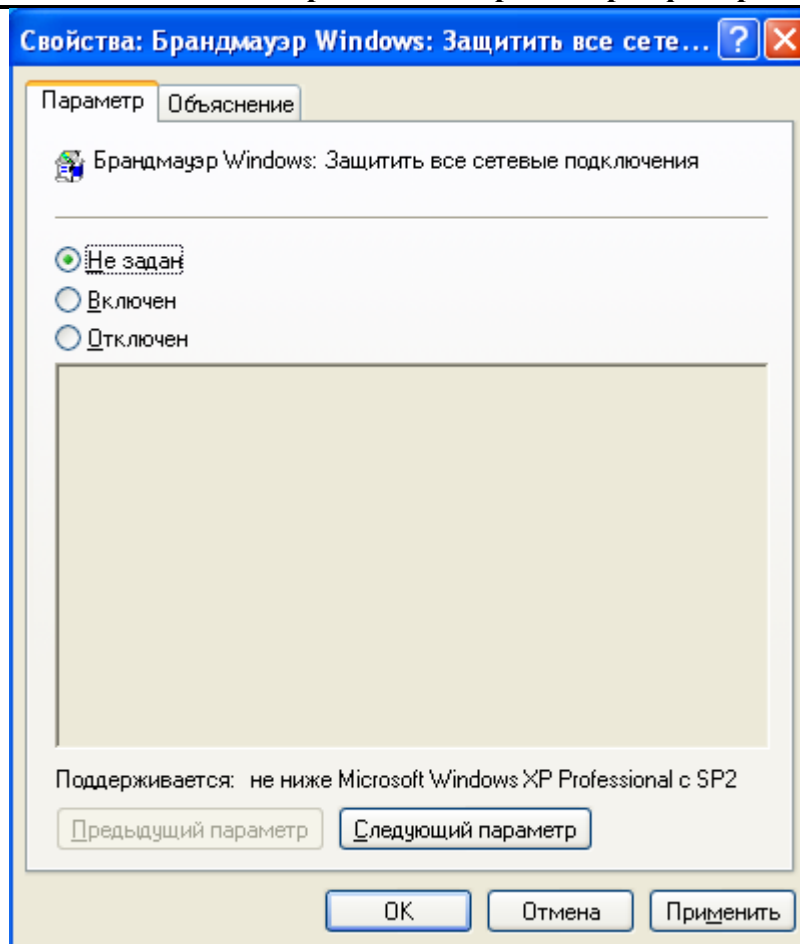 Свойства: Брандмауэр Windows: Защитить все сете...
Параметр Объяснение
Брандмауэр Windows: Защитить все сетевые подключения
Не задан
Включен
Отключен
Поддерживается: не ниже Microsoft Windows XP Professional с SP2
Предыдущий параметр Следующий параметр
OK Отмена Применить